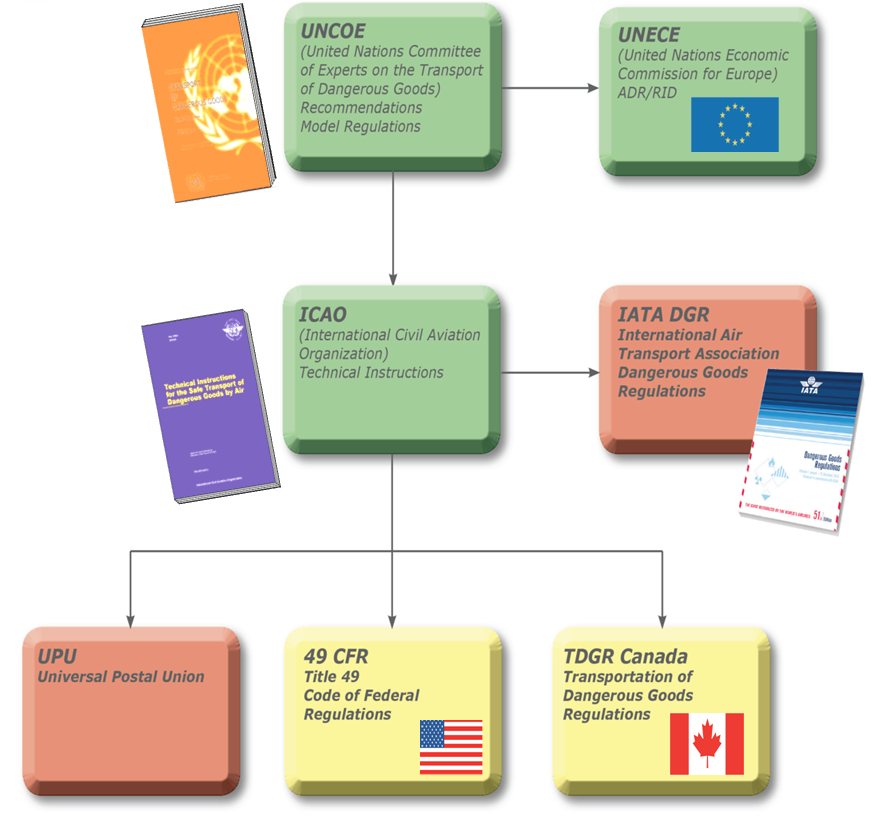 UNCOE
(United Nations Committee
of Experts on the Transport
of Dangerous Goods)
Recommendations
Model Regulations
UNECE
(United Nations Economic
Commission for Europe)
ADR/RID
ICAO
(International Civil Aviation
Organization)
Technical Instructions
Technical Instructions
for the Safe Transport of
Dangerous Goods by Air
IATA DGR
International Air
Transport Association
Dangerous Goods
Regulations
IATA
Dangerous Goods
Regulations
51
UPU
Universal Postal Union
49 CFR
Title 49
Code of Federal
Regulations
TDGR Canada
Transportation of
Dangerous Goods
Regulations